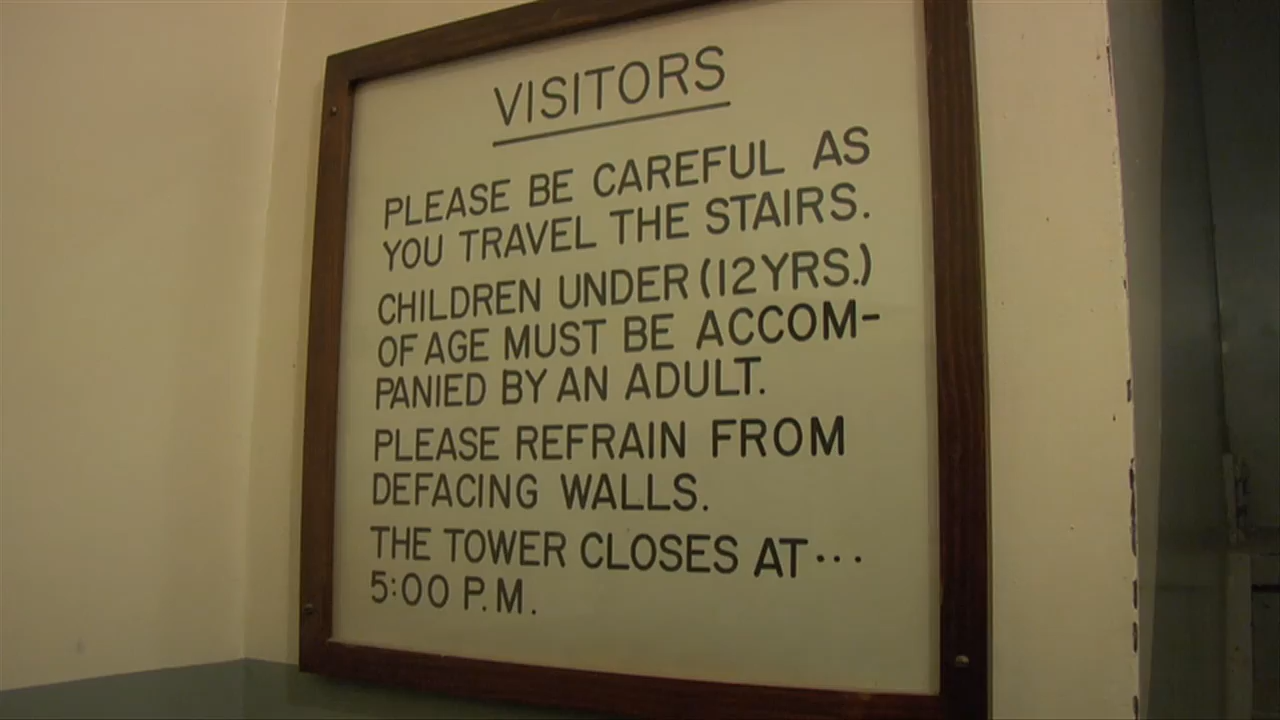 VISITORS
PLEASE BE CAREFUL AS
YOU TRAVEL THE STAIRS.
CHILDREN UNDER (12YRS.)
OF AGE MUST BE ACCOM-
PANIED BY AN ADULT.
PLEASE REFRAIN FROM
DEFACING WALLS.
THE TOWER CLOSES AT···
5:00 P.M.